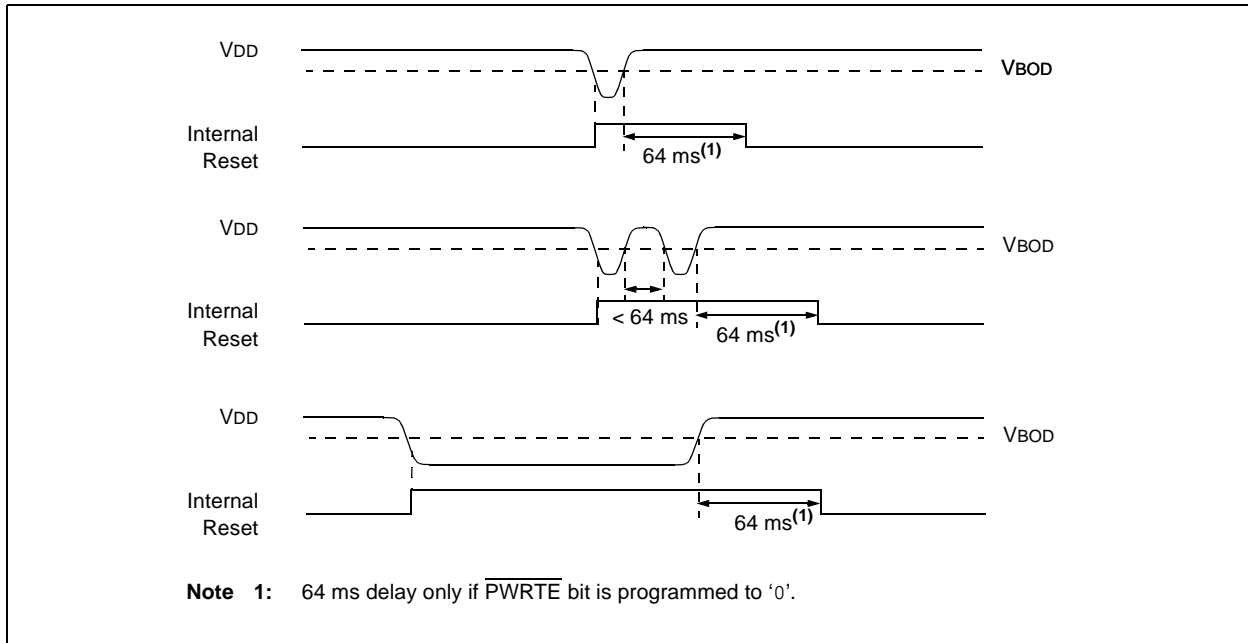 VDD
VBOD
Internal
Reset
64 ms(1)
VDD
VBOD
Internal
Reset
< 64 ms
64 ms(1)
VDD
VBOD
Internal
Reset
64 ms(1)
Note 1: 64 ms delay only if PWRTE bit is programmed to ‘0’.